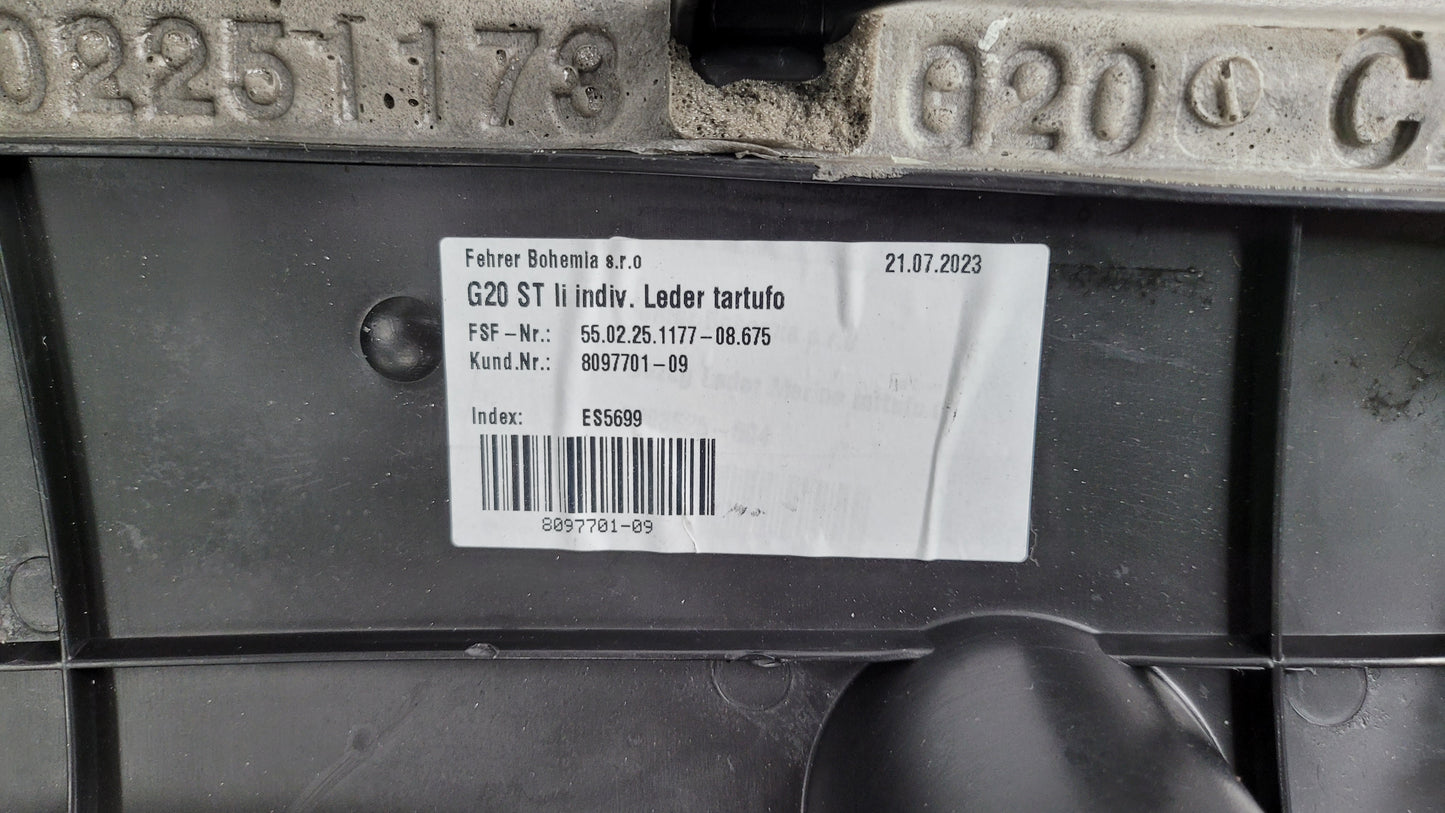 02251173 G20 C
Fehrer Bohemia s.r.o 21.07.2023
G20 ST li indiv. Leder tartufo
FSF-Nr.: 55.02.25.1177-08.675
Kund.Nr.: 8097701-09
Index: ES5699
8097701-09